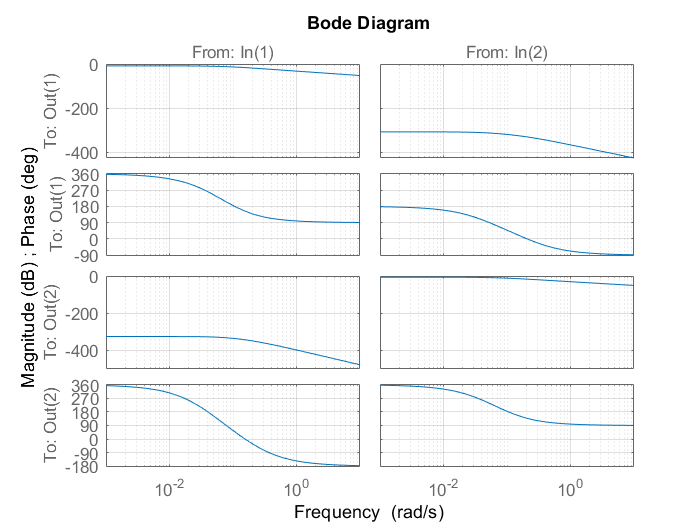 Bode Diagram
From: In(1)
From: In(2)
Magnitude (dB) ; Phase (deg)
To: Out(1)
0
-200
-400
To: Out(1)
360
270
180
90
0
-90
To: Out(2)
0
-200
-400
To: Out(2)
360
270
180
90
0
-90
-180
10^-2
10^0
10^-2
10^0
Frequency (rad/s)